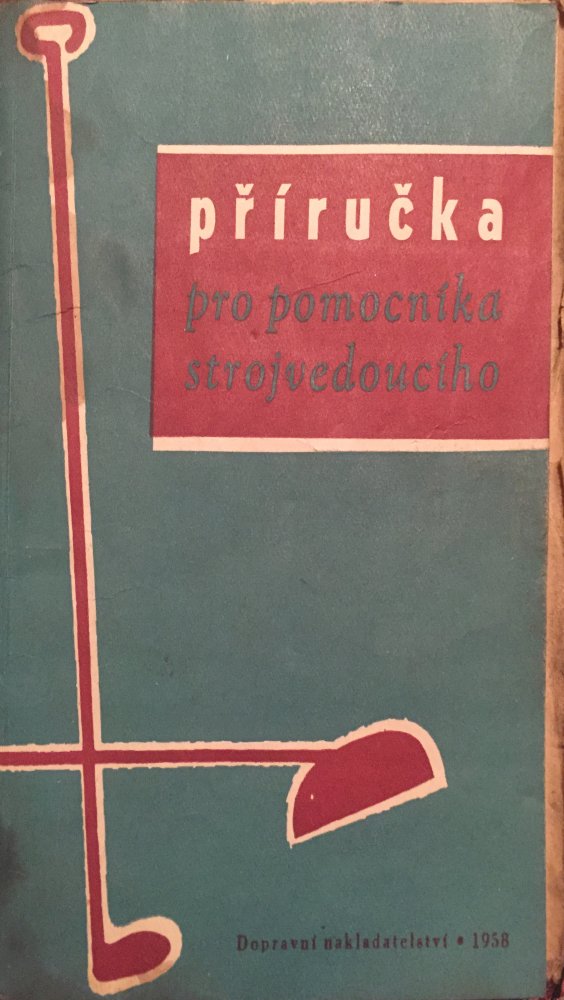 příručka
pro pomocníka
strojvedoucího
Dopravní nakladatelství • 1958